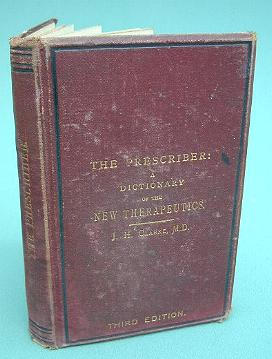 THE PRESCRIBER:
A
DICTIONARY
OF THE
NEW THERAPEUTICS
J. H. CLARKE, M.D.
THIRD EDITION.
THE PRESCRIBER